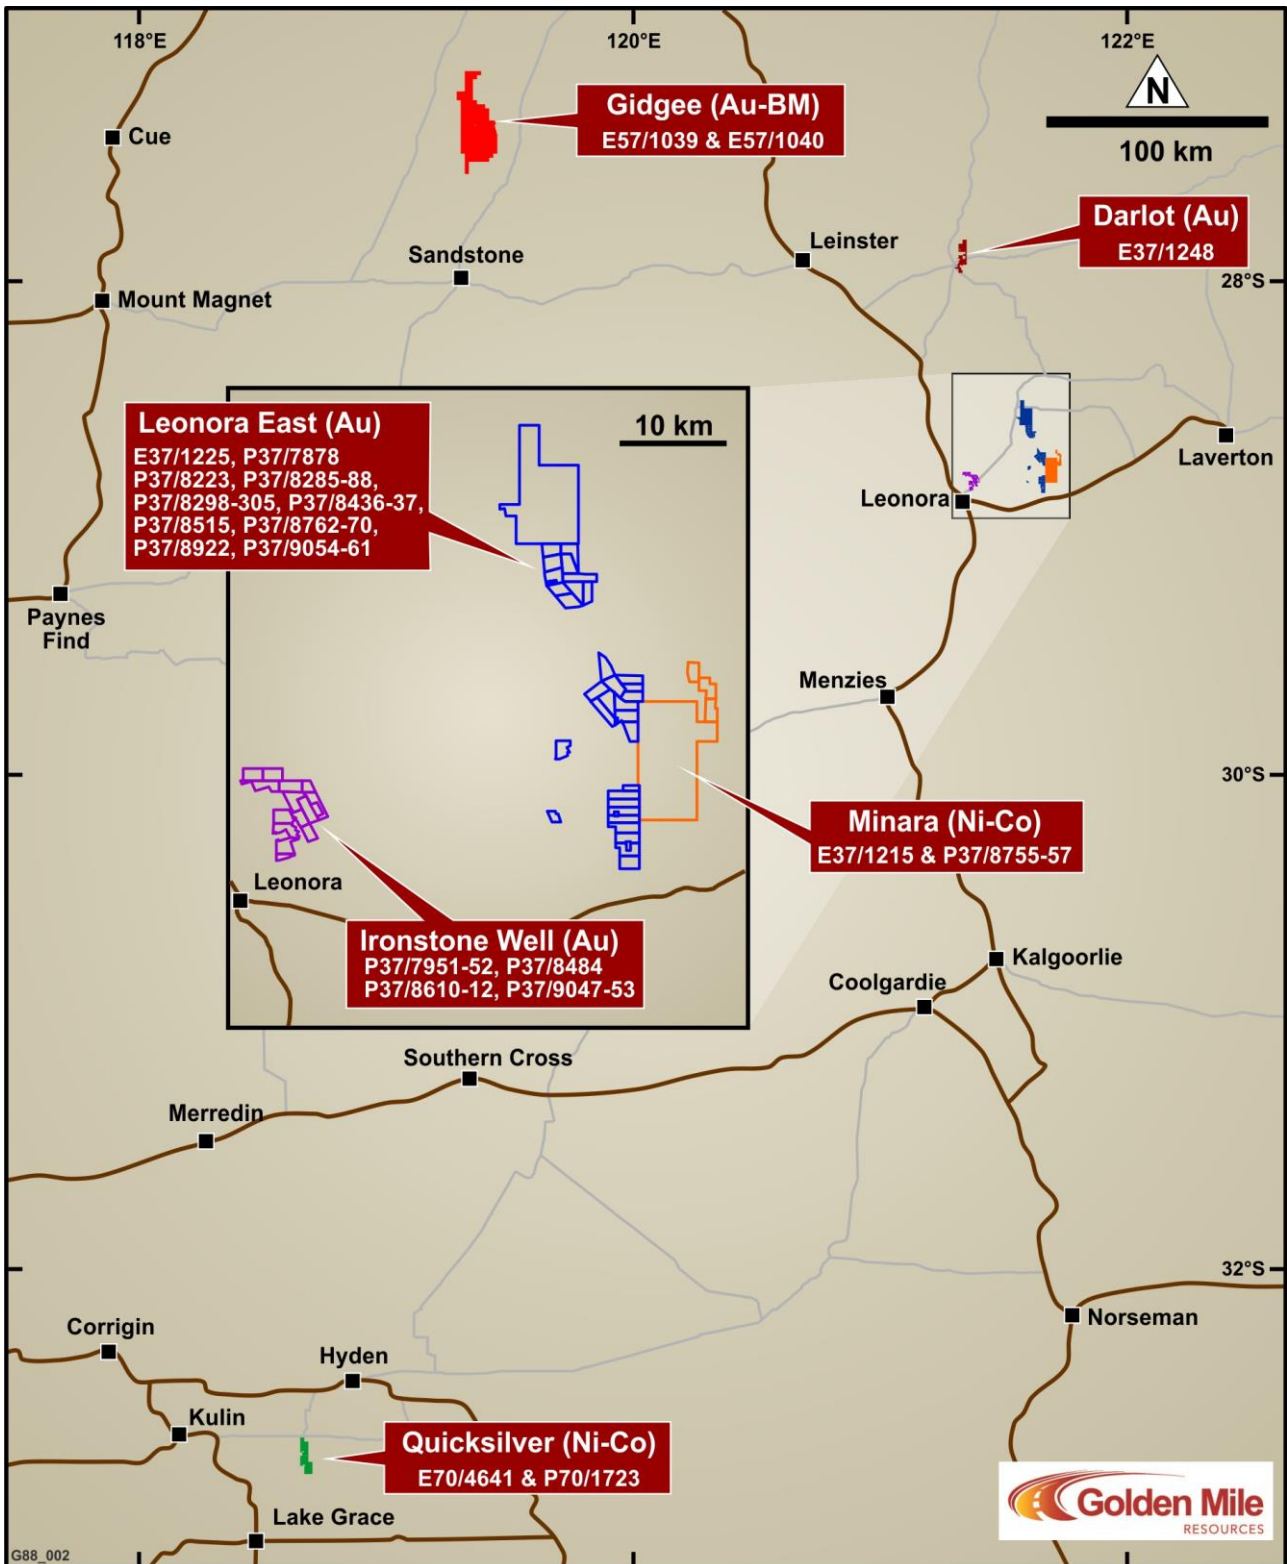 118°E
120°E
122°E
N
100 km
Gidgee (Au-BM)
E57/1039 & E57/1040
Cue
Darlot (Au)
E37/1248
Leinster
Sandstone
28°S
Mount Magnet
Leonora East (Au)
E37/1225, P37/7878
P37/8223, P37/8285-88,
P37/8298-305, P37/8436-37,
P37/8515, P37/8762-70,
P37/8922, P37/9054-61
10 km
Laverton
Leonora
Paynes
Find
Menzies
30°S
Minara (Ni-Co)
E37/1215 & P37/8755-57
Leonora
Ironstone Well (Au)
P37/7951-52, P37/8484
P37/8610-12, P37/9047-53
Kalgoorlie
Coolgardie
Southern Cross
Merredin
32°S
Norseman
Corrigin
Hyden
Kulin
Quicksilver (Ni-Co)
E70/4641 & P70/1723
Lake Grace
Golden Mile
RESOURCES
G88_002